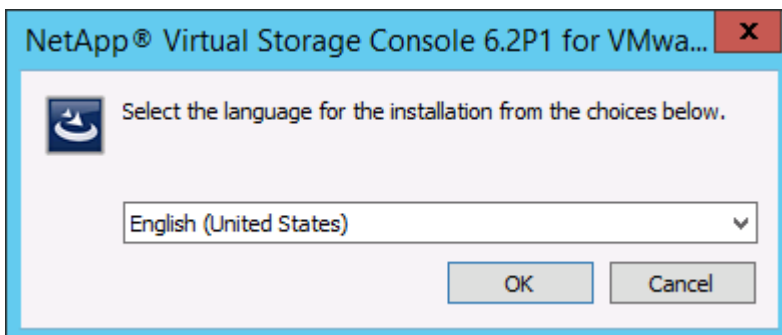 NetApp® Virtual Storage Console 6.2P1 for VMwa...
Select the language for the installation from the choices below.
English (United States)
OK Cancel